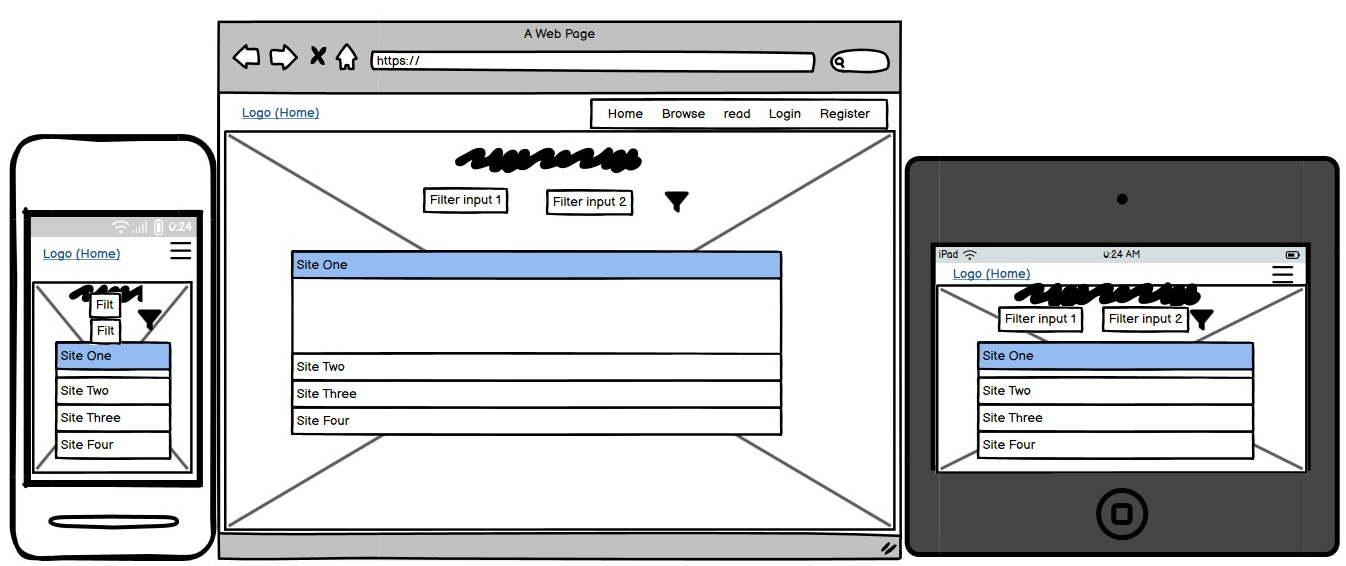 0:24
Logo (Home)
Filt
Filt
Site One
Site Two
Site Three
Site Four
A Web Page
https://
Logo (Home)
Home Browse read Login Register
Filter input 1 Filter input 2
Site One
Site Two
Site Three
Site Four
iPad 0:24 AM
Logo (Home)
Filter input 1 Filter input 2
Site One
Site Two
Site Three
Site Four